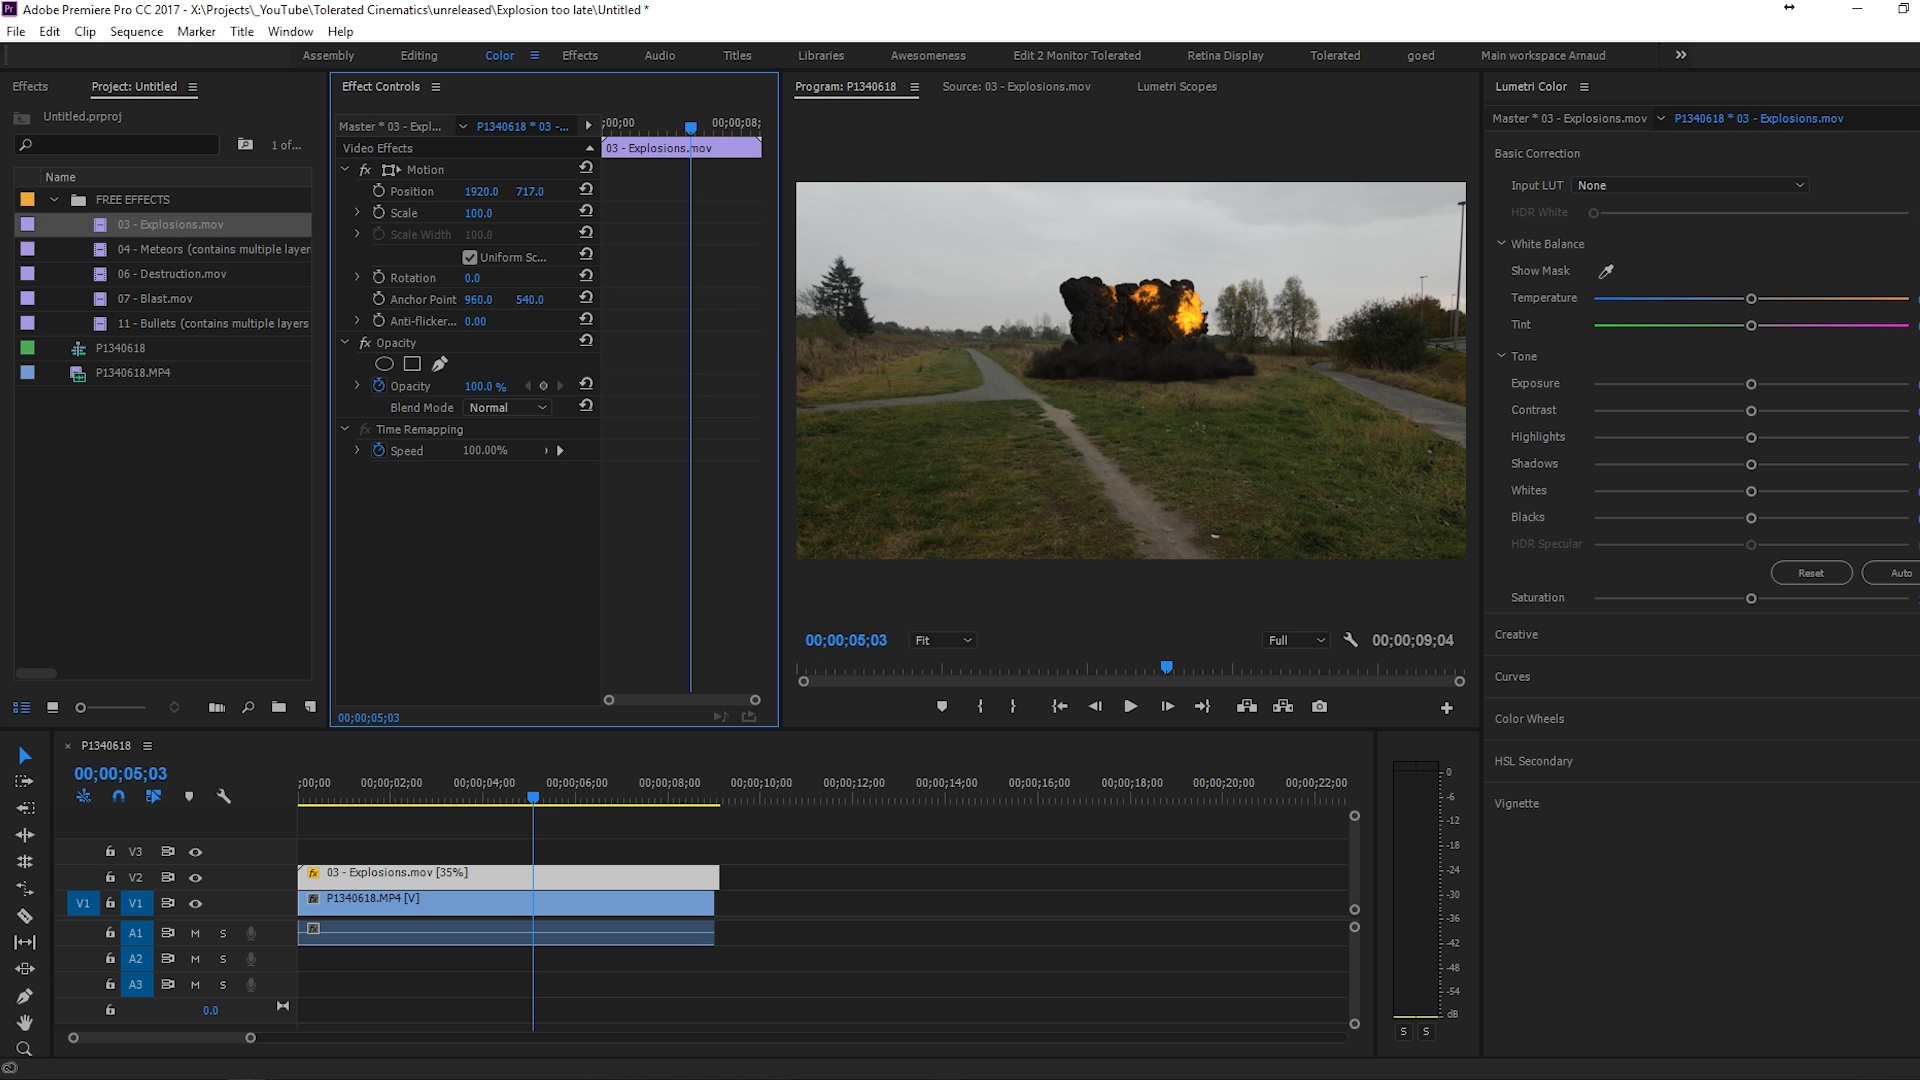 Adobe Premiere Pro CC 2017 - X:\Projects\_YouTube\Tolerated Cinematics\unreleased\Explosion too late\Untitled *
File Edit Clip Sequence Marker Title Window Help
Assembly Editing Color Effects Audio Titles Libraries Awesomeness Edit 2 Monitor Tolerated Retina Display Tolerated goed Main workspace Arnaud
Effects Project: Untitled
Untitled.prproj
1 of...
Name
FREE EFFECTS
03 - Explosions.mov
04 - Meteors (contains multiple layer
06 - Destruction.mov
07 - Blast.mov
11 - Bullets (contains multiple layers
P1340618
P1340618.MP4
Effect Controls
Master * 03 - Expl... P1340618 * 03 -...
;00;00 00;00;08;
Video Effects
03 - Explosions.mov
fx Motion
Position 1920.0 717.0
Scale 100.0
Scale Width 100.0
Uniform Sc...
Rotation 0.0
Anchor Point 960.0 540.0
Anti-flicker... 0.00
fx Opacity
Opacity 100.0 %
Blend Mode Normal
fx Time Remapping
Speed 100.00%
00;00;05;03
Program: P1340618 Source: 03 - Explosions.mov Lumetri Scopes
00;00;05;03 Fit Full 00;00;09;04
Lumetri Color
Master * 03 - Explosions.mov P1340618 * 03 - Explosions.mov
Basic Correction
Input LUT None
HDR White
White Balance
Show Mask
Temperature
Tint
Tone
Exposure
Contrast
Highlights
Shadows
Whites
Blacks
HDR Specular
Reset Auto
Saturation
Creative
Curves
Color Wheels
HSL Secondary
Vignette
× P1340618
00;00;05;03
;00;00 00;00;02;00 00;00;04;00 00;00;06;00 00;00;08;00 00;00;10;00 00;00;12;00 00;00;14;00 00;00;16;00 00;00;18;00 00;00;20;00 00;00;22;00
V3
V2 fx 03 - Explosions.mov [35%]
V1 V1 fx P1340618.MP4 [V]
A1 M S fx
A2 M S
A3 M S
0.0
0
-6
-12
-18
-24
-30
-36
-42
-48
-54
dB
S S